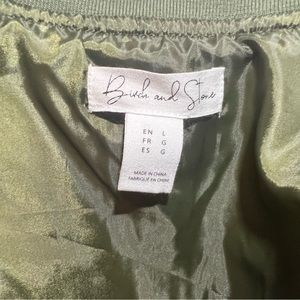 Birch and Stone
EN L
FR G
ES G
MADE IN CHINA
FABRIQUÉ EN CHINE